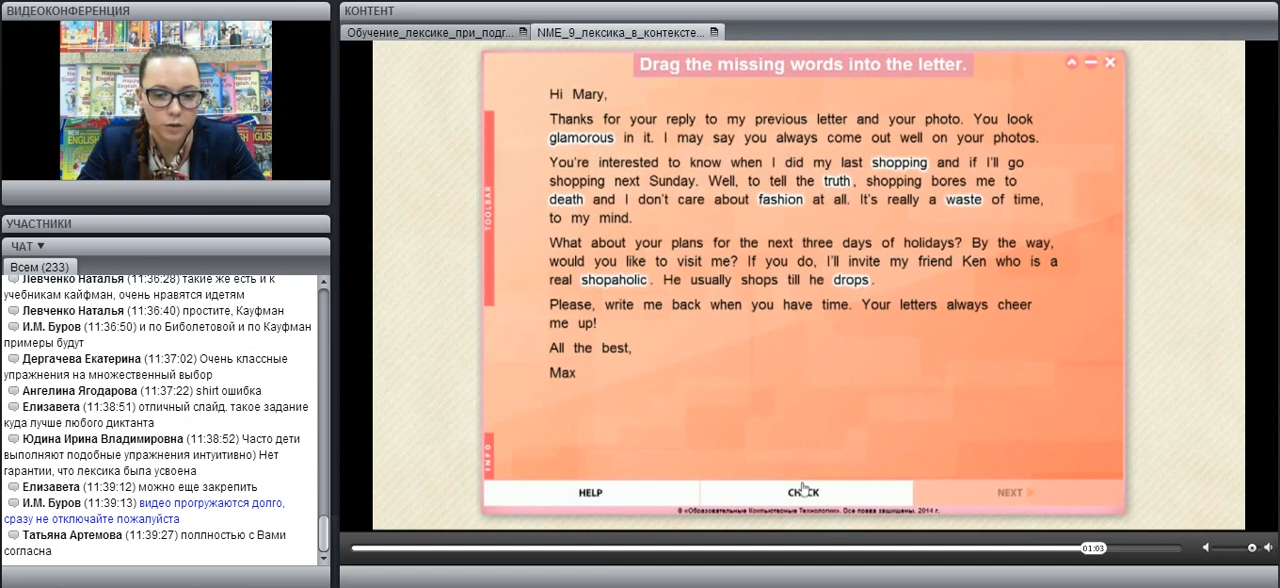 ВИДЕОКОНФЕРЕНЦИЯ
УЧАСТНИКИ
ЧАТ ▼
Всем (233)
Левченко Наталья (11:36:28) такие же есть и к
учебникам кайфман, очень нравятся идетям
Левченко Наталья (11:36:40) простите, Кауфман
И.М. Буров (11:36:50) и по Биболетовой и по Кауфман
примеры будут
Дергачева Екатерина (11:37:02) Очень классные
упражнения на множественный выбор
Ангелина Ягодарова (11:37:22) shirt ошибка
Елизавета (11:38:51) отличный слайд. такое задание
куда лучше любого диктанта
Юдина Ирина Владимировна (11:38:52) Часто дети
выполняют подобные упражнения интуитивно) Нет
гарантии, что лексика была усвоена
Елизавета (11:39:12) можно еще закрепить
И.М. Буров (11:39:13) видео прогружаются долго,
сразу не отключайте пожалуйста
Татьяна Артемова (11:39:27) поплностью с Вами
согласна
КОНТЕНТ
Обучение_лексике_при_подг...
NME_9_лексика_в_контексте...
Drag the missing words into the letter.
TOOLBAR
Hi Mary,
Thanks for your reply to my previous letter and your photo. You look
glamorous in it. I may say you always come out well on your photos.
You're interested to know when I did my last shopping and if I'll go
shopping next Sunday. Well, to tell the truth, shopping bores me to
death and I don't care about fashion at all. It's really a waste of time,
to my mind.
What about your plans for the next three days of holidays? By the way,
would you like to visit me? If you do, I'll invite my friend Ken who is a
real shopaholic. He usually shops till he drops.
Please, write me back when you have time. Your letters always cheer
me up!
All the best,
Max
INFO
HELP
CHECK
NEXT
© «Образовательные Компьютерные Технологии». Все права защищены, 2014 г.
01:03